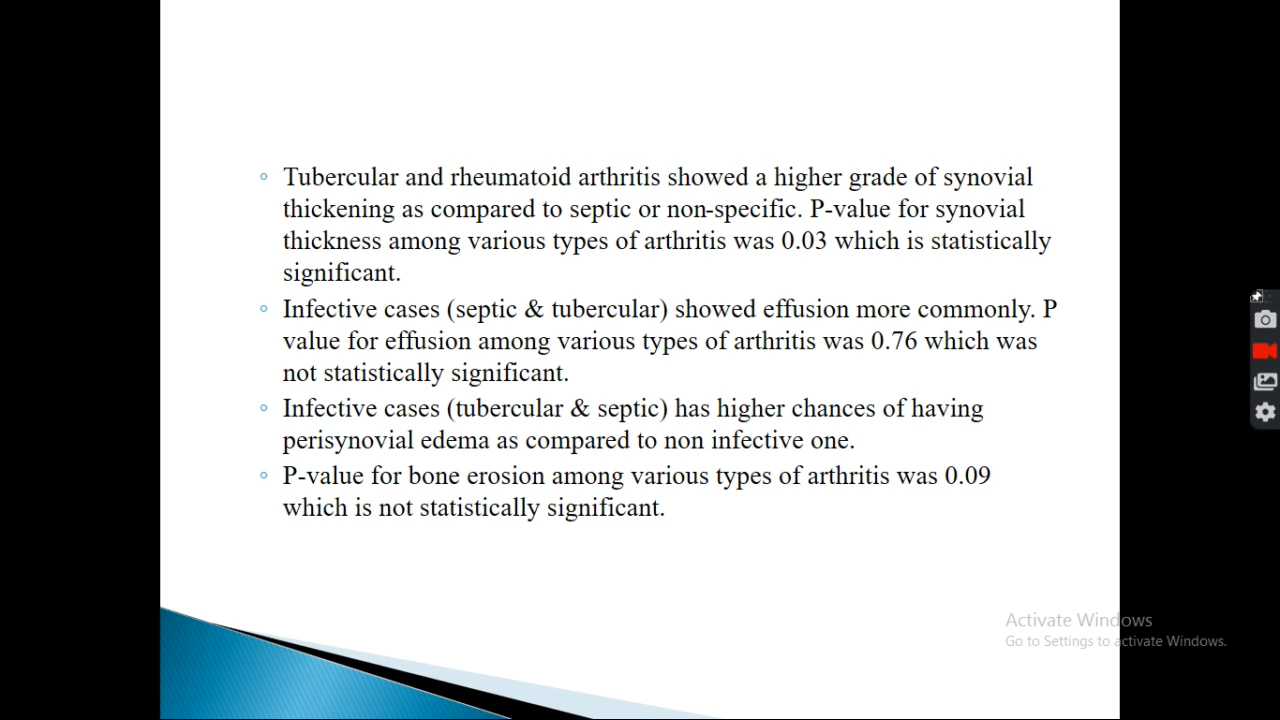 Tubercular and rheumatoid arthritis showed a higher grade of synovial
thickening as compared to septic or non-specific. P-value for synovial
thickness among various types of arthritis was 0.03 which is statistically
significant.
Infective cases (septic & tubercular) showed effusion more commonly. P
value for effusion among various types of arthritis was 0.76 which was
not statistically significant.
Infective cases (tubercular & septic) has higher chances of having
perisynovial edema as compared to non infective one.
P-value for bone erosion among various types of arthritis was 0.09
which is not statistically significant.
Activate Windows
Go to Settings to activate Windows.